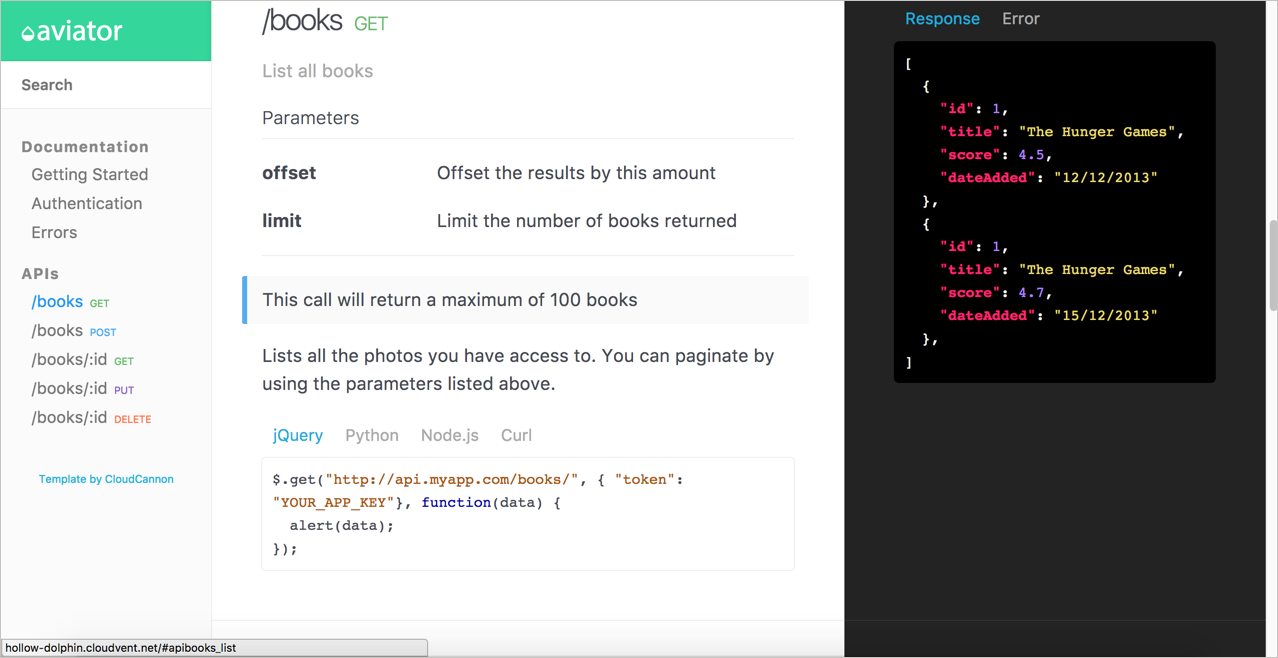 aviator
Search
Documentation
Getting Started
Authentication
Errors
APIs
/books GET
/books POST
/books/:id GET
/books/:id PUT
/books/:id DELETE
Template by CloudCannon
/books GET
List all books
Parameters
offset Offset the results by this amount
limit Limit the number of books returned
This call will return a maximum of 100 books
Lists all the photos you have access to. You can paginate by
using the parameters listed above.
jQuery Python Node.js Curl
$.get("http://api.myapp.com/books/", { "token":
"YOUR_APP_KEY"}, function(data) {
  alert(data);
});
Response Error
[
  {
    "id": 1,
    "title": "The Hunger Games",
    "score": 4.5,
    "dateAdded": "12/12/2013"
  },
  {
    "id": 1,
    "title": "The Hunger Games",
    "score": 4.7,
    "dateAdded": "15/12/2013"
  },
]
hollow-dolphin.cloudvent.net/#apibooks_list